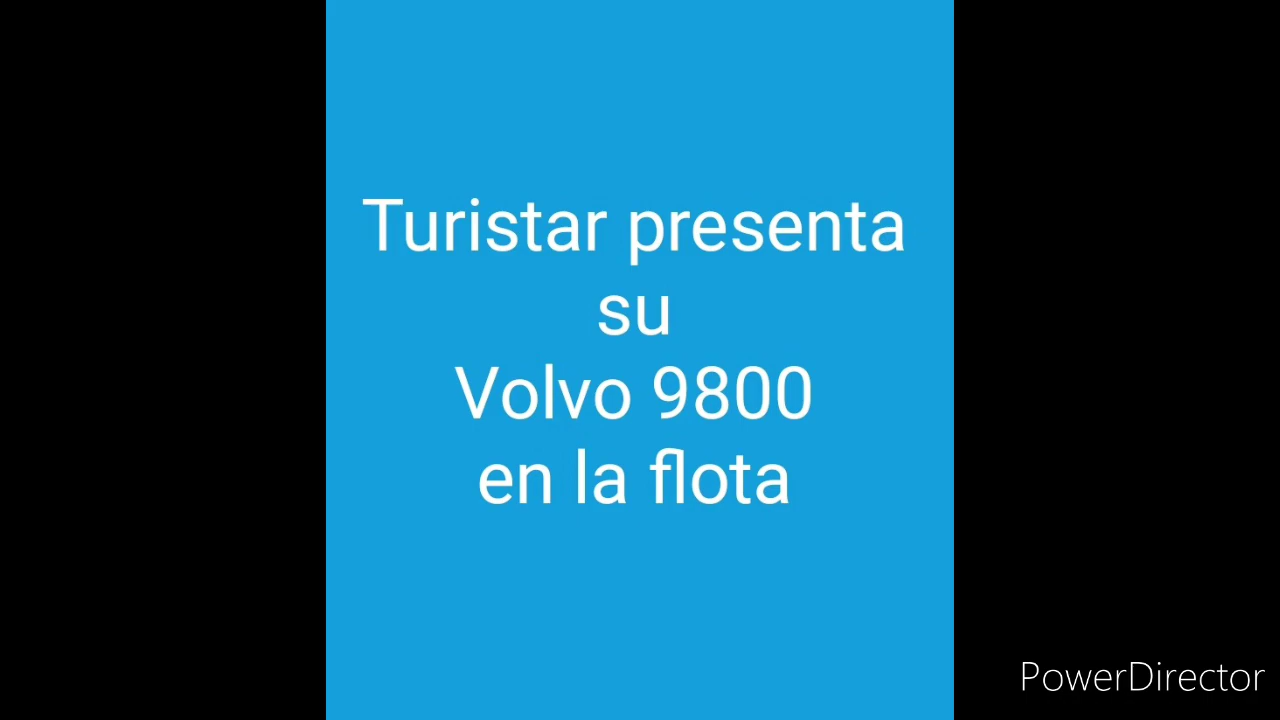 Turistar presenta
su
Volvo 9800
en la flota
PowerDirector